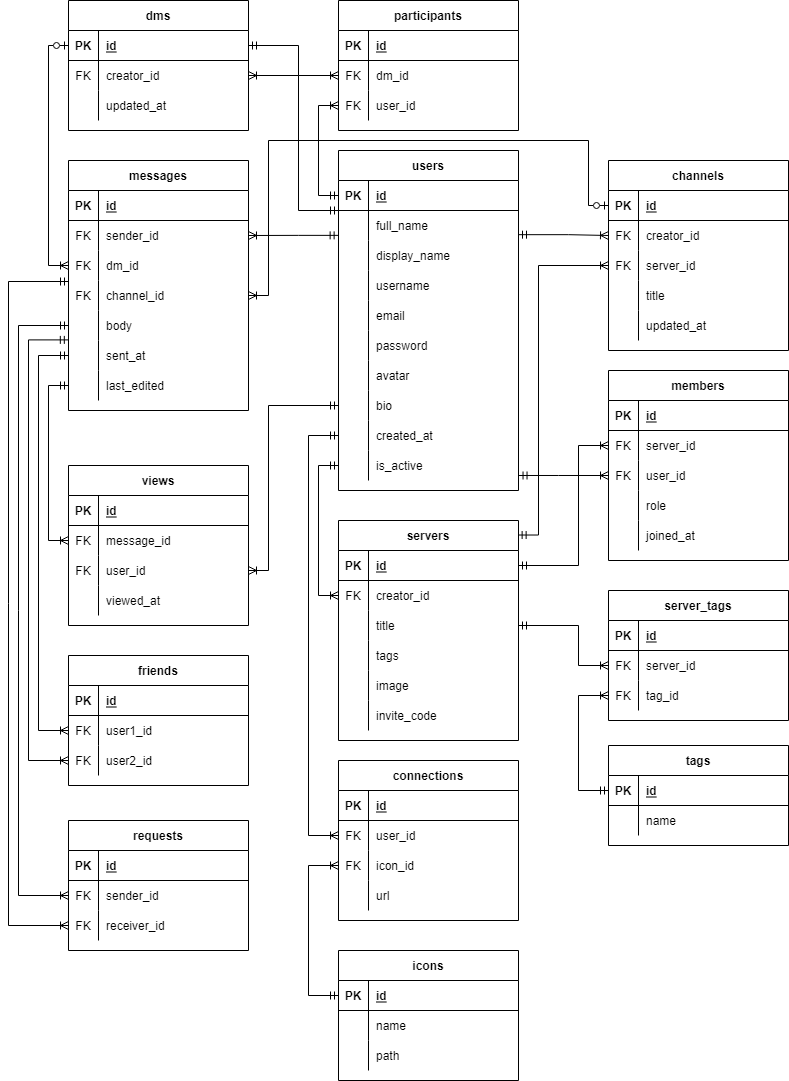 dms
PK id
FK creator_id
updated_at
participants
PK id
FK dm_id
FK user_id
messages
PK id
FK sender_id
FK dm_id
FK channel_id
body
sent_at
last_edited
users
PK id
full_name
display_name
username
email
password
avatar
bio
created_at
is_active
channels
PK id
FK creator_id
FK server_id
title
updated_at
members
PK id
FK server_id
FK user_id
role
joined_at
views
PK id
FK message_id
FK user_id
viewed_at
servers
PK id
FK creator_id
title
tags
image
invite_code
server_tags
PK id
FK server_id
FK tag_id
friends
PK id
FK user1_id
FK user2_id
connections
PK id
FK user_id
FK icon_id
url
tags
PK id
name
requests
PK id
FK sender_id
FK receiver_id
icons
PK id
name
path